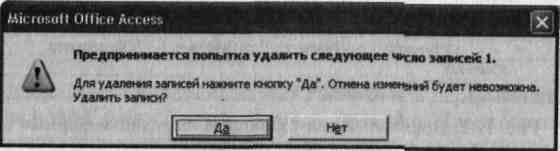 Microsoft Office Access
Предпринимается попытка удалить следующее число записей: 1.
Для удаления записей нажмите кнопку "Да". Отмена изменений будет невозможна.
Удалить записи?
Да
Нет